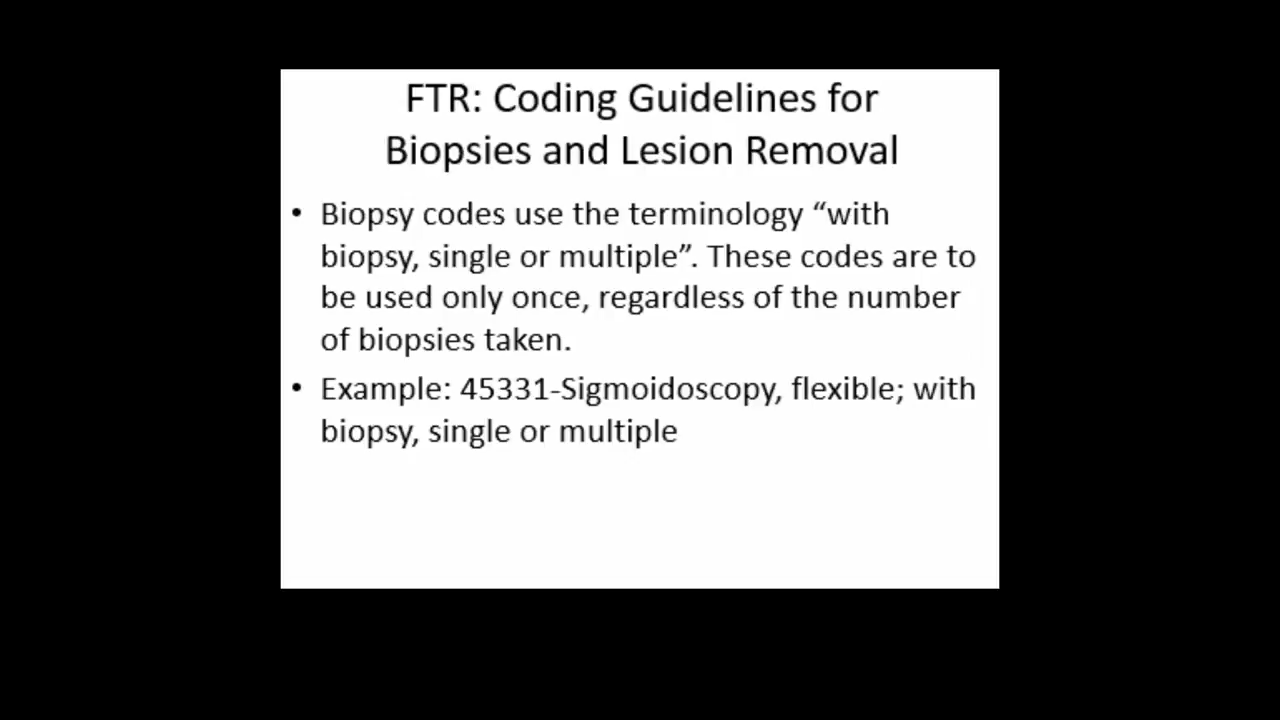 FTR: Coding Guidelines for
Biopsies and Lesion Removal
• Biopsy codes use the terminology “with
biopsy, single or multiple”. These codes are to
be used only once, regardless of the number
of biopsies taken.
• Example: 45331-Sigmoidoscopy, flexible; with
biopsy, single or multiple